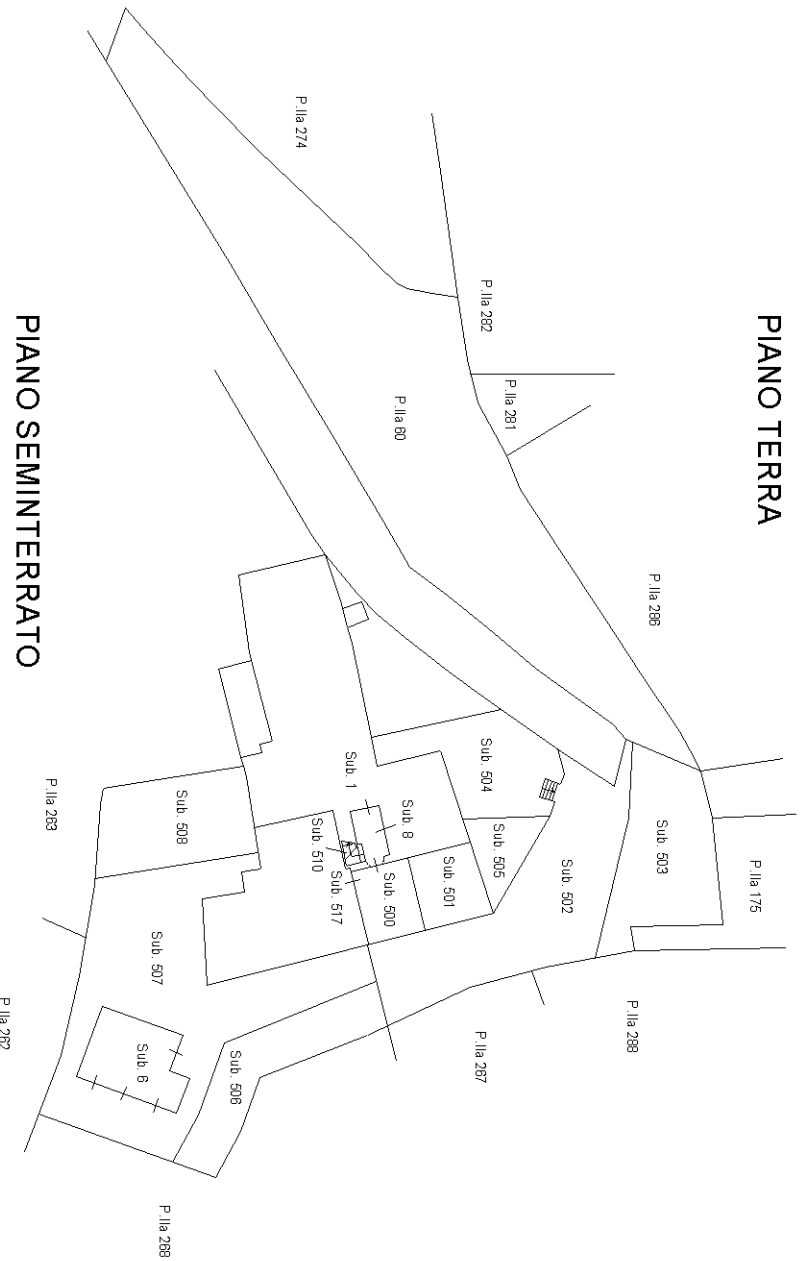 PIANO TERRA
P.lla 175
P.lla 286
Sub. 503
P.lla 288
Sub. 502
P.lla 281
P.lla 282
Sub. 504
Sub. 505
P.lla 267
Sub. 501
P.lla 60
Sub. 8
Sub. 500
Sub. 1
Sub. 517
Sub. 510
P.lla 274
Sub. 506
Sub. 508
Sub. 507
P.lla 268
Sub. 6
P.lla 263
PIANO SEMINTERRATO
P.lla 262